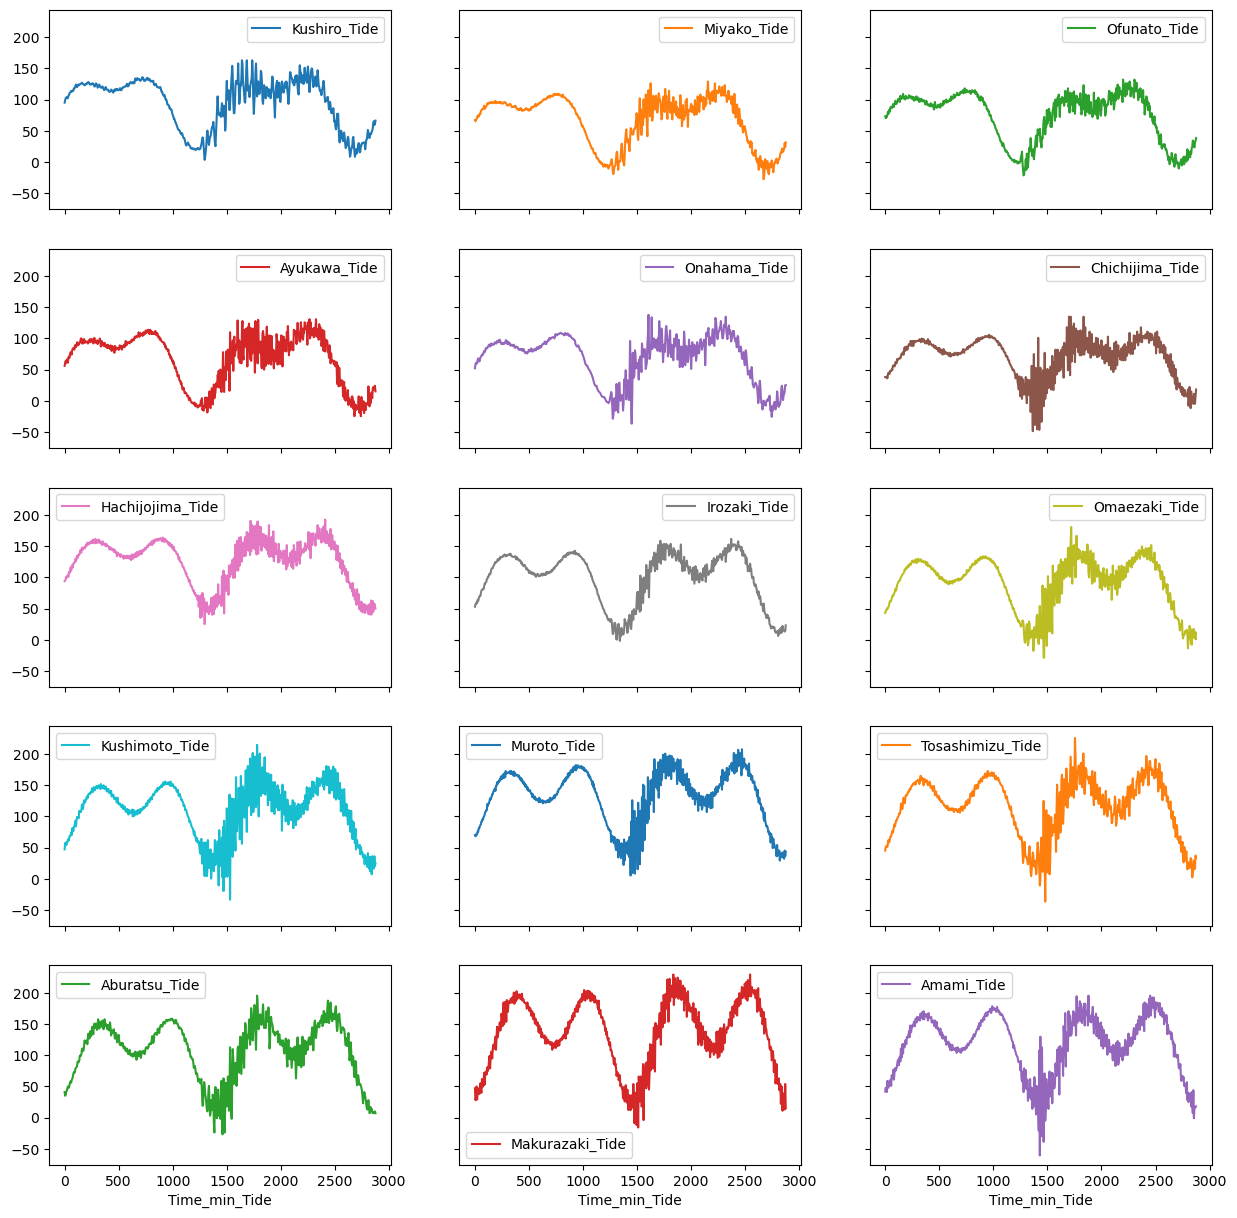 Kushiro_Tide
Miyako_Tide
Ofunato_Tide
200
150
100
50
0
−50
Ayukawa_Tide
Onahama_Tide
Chichijima_Tide
200
150
100
50
0
−50
Hachijojima_Tide
Irozaki_Tide
Omaezaki_Tide
200
150
100
50
0
−50
Kushimoto_Tide
Muroto_Tide
Tosashimizu_Tide
200
150
100
50
0
−50
Aburatsu_Tide
Makurazaki_Tide
Amami_Tide
200
150
100
50
0
−50
0 500 1000 1500 2000 2500 3000
Time_min_Tide
0 500 1000 1500 2000 2500 3000
Time_min_Tide
0 500 1000 1500 2000 2500 3000
Time_min_Tide